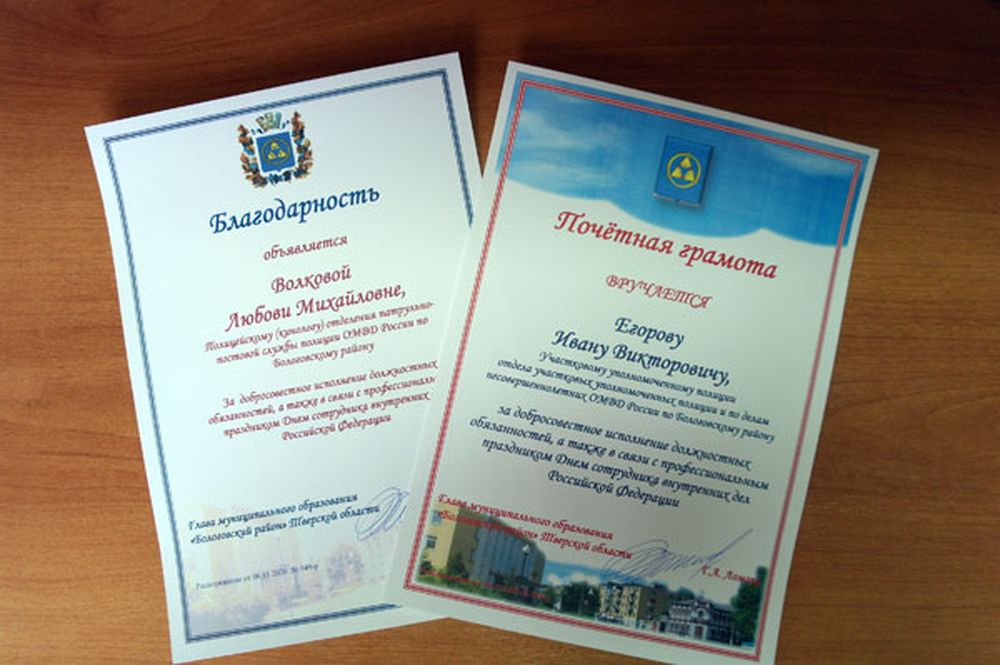 Благодарность
объявляется
Волковой
Любови Михайловне,
Полицейскому (кинологу) отделения патрульно-
постовой службы полиции ОМВД России по
Бологовскому району
За добросовестное исполнение должностных
обязанностей, а также в связи с профессиональ
праздником Днем сотрудника внутренних
Российской Федерации
Глава муниципального образования
«Бологовский район» Тверской области
Распоряжение от
Почётная грамота
ВРУЧАЕТСЯ
Егорову
Ивану Викторовичу,
Участковому уполномоченному полиции
отдела участковых уполномоченных полиции и по делам
несовершеннолетних ОМВД России по Бологовскому району
за добросовестное исполнение должностных
обязанностей, а также в связи с профессиональным
праздником Днем сотрудника внутренних дел
Российской Федерации
Глава муниципального образования
«Бологовский район» Тверской области